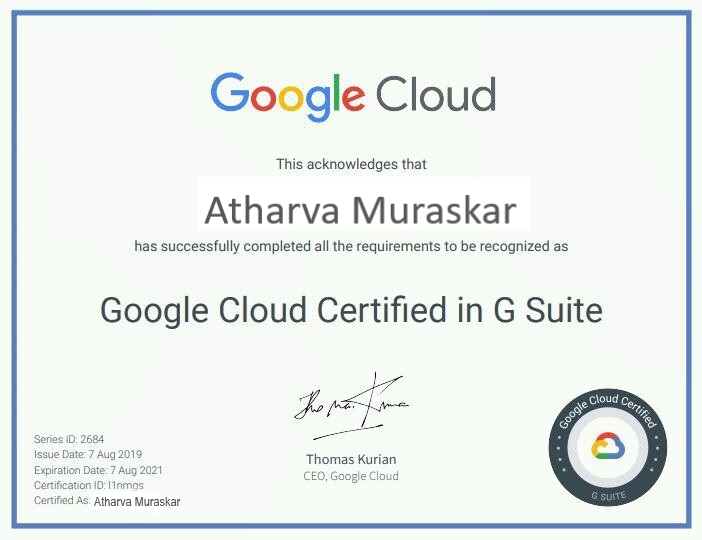 Google Cloud
This acknowledges that
Atharva Muraskar
has successfully completed all the requirements to be recognized as
Google Cloud Certified in G Suite
Thomas Kurian
CEO, Google Cloud
Series ID: 2684
Issue Date: 7 Aug 2019
Expiration Date: 7 Aug 2021
Certification ID: I1nmgs
Certified As: Atharva Muraskar
Google Cloud Certified
G SUITE